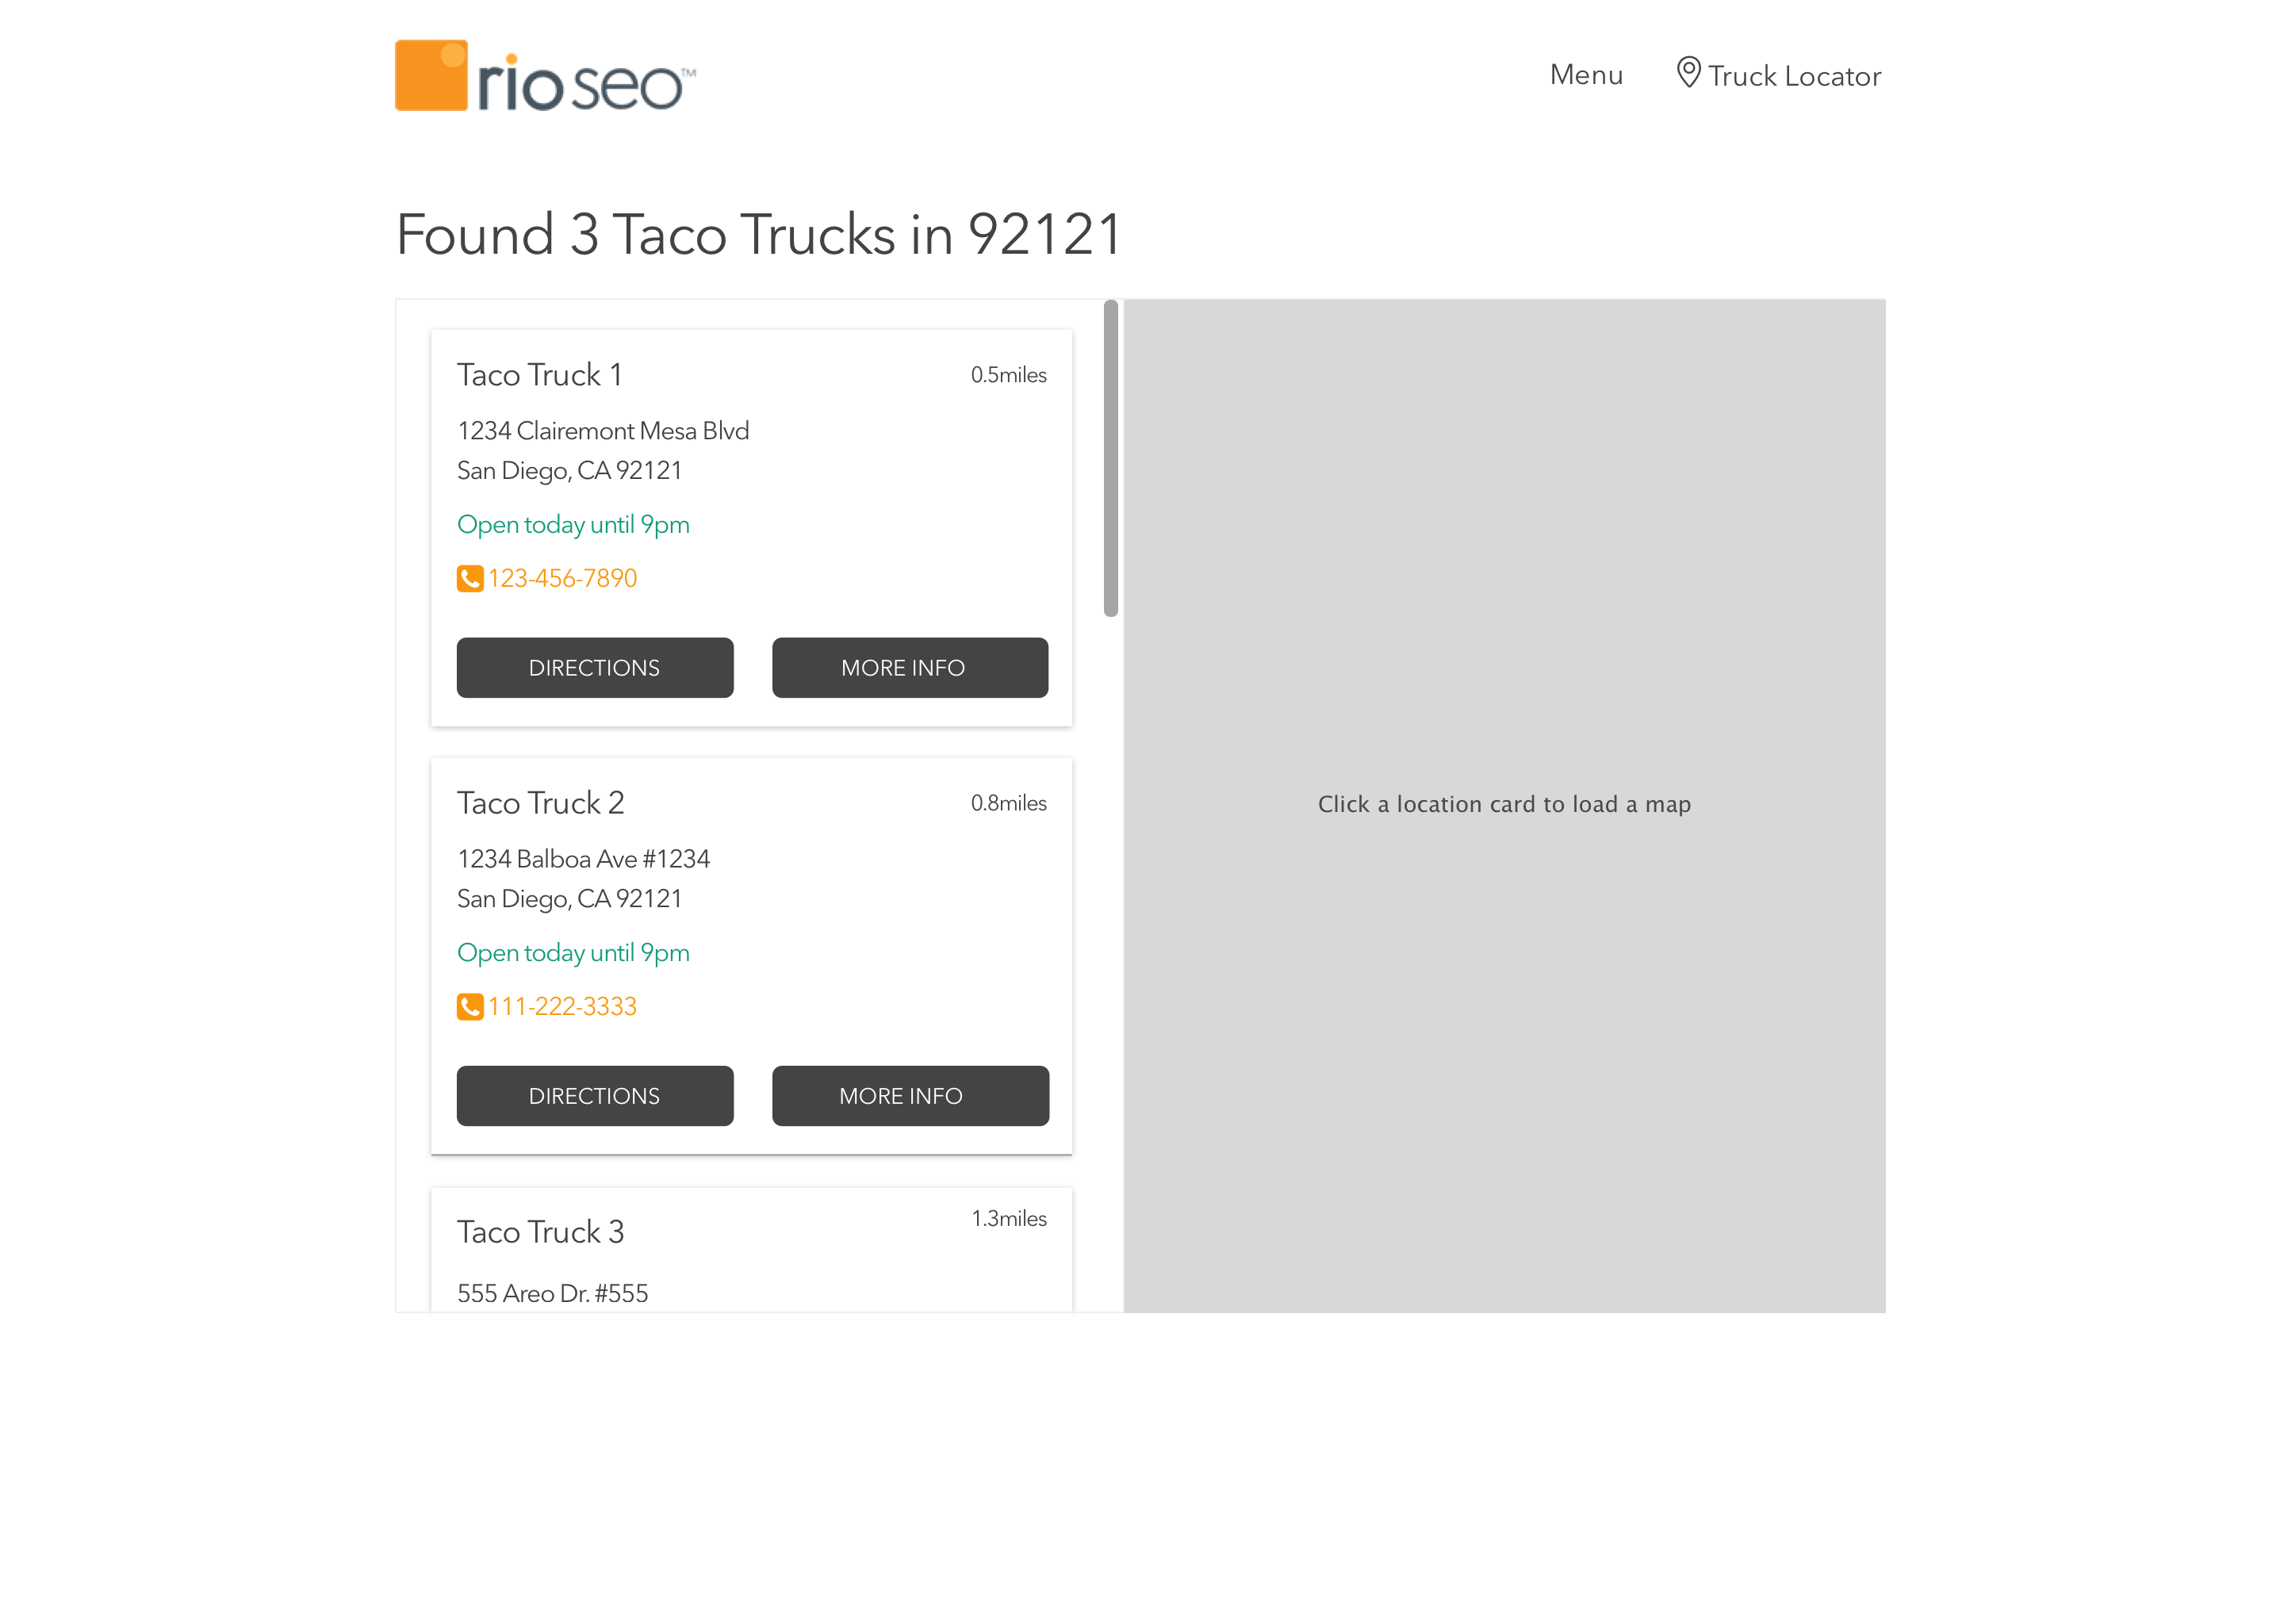 rio seo™
Menu
Truck Locator
Found 3 Taco Trucks in 92121
Taco Truck 1
0.5miles
1234 Clairemont Mesa Blvd
San Diego, CA 92121
Open today until 9pm
123-456-7890
DIRECTIONS
MORE INFO
Taco Truck 2
0.8miles
1234 Balboa Ave #1234
San Diego, CA 92121
Open today until 9pm
111-222-3333
DIRECTIONS
MORE INFO
Taco Truck 3
1.3miles
555 Areo Dr. #555
Click a location card to load a map